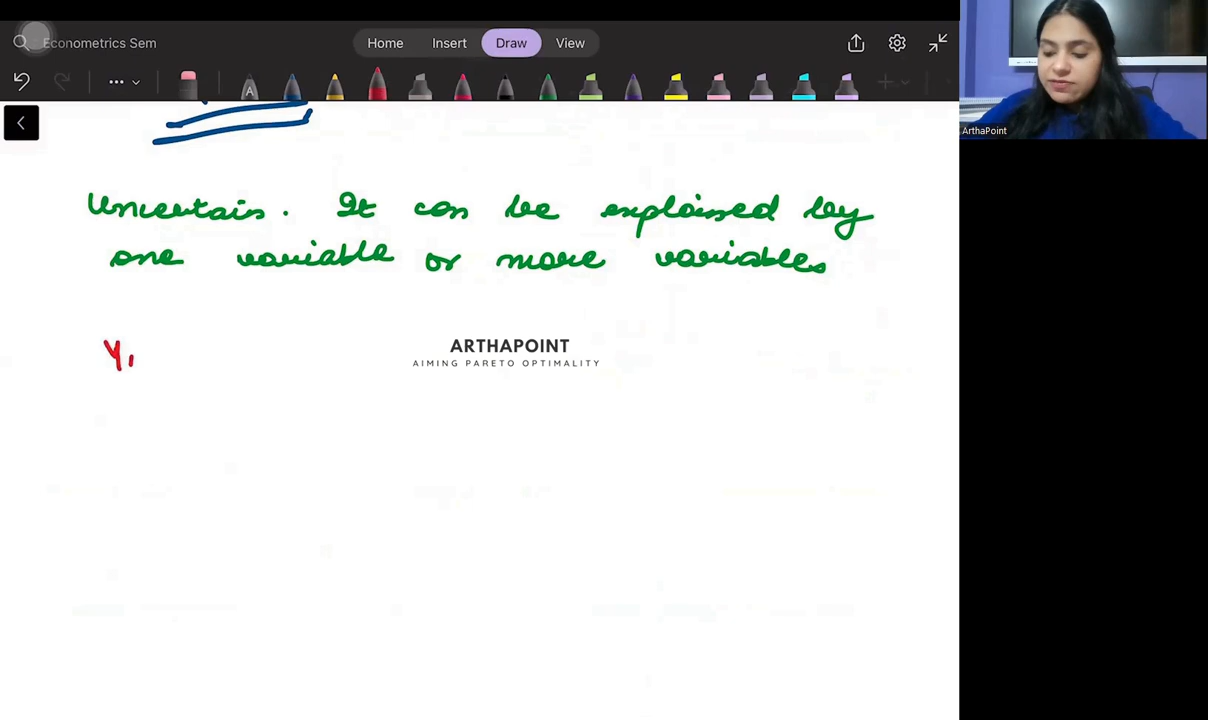 Econometrics Sem
Home Insert Draw View
A
ArthaPoint
Uncertain. It can be explained by
one variable or more variables
Yi
ARTHAPOINT
AIMING PARETO OPTIMALITY